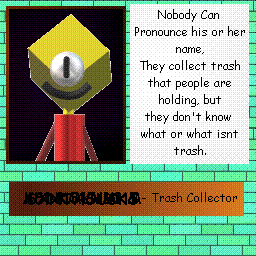 Nobody Can
Pronounce his or her
name,
They collect trash
that people are
holding, but
they don't know
what or what isnt
trash.
- Trash Collector